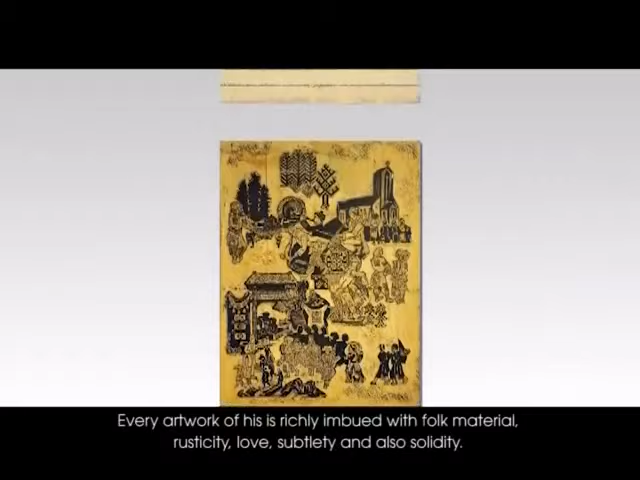 Every artwork of his is richly imbued with folk material,
rusticity, love, subtlety and also solidity.